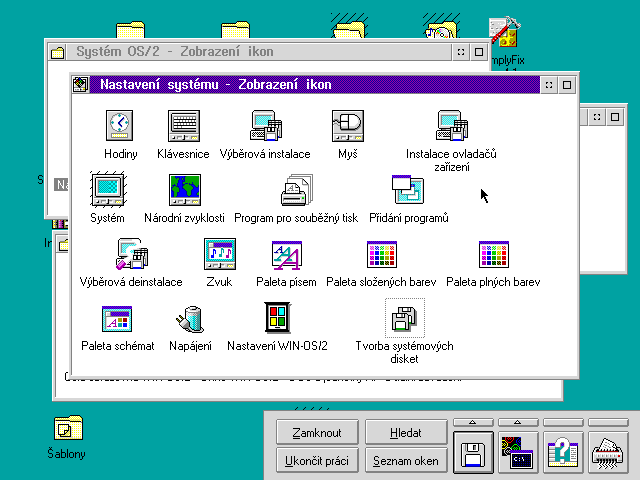 Systém OS/2 - Zobrazení ikon
Nastavení systému - Zobrazení ikon
Hodiny
Klávesnice
Výběrová instalace
Myš
Instalace ovladačů
zařízení
Systém
Národní zvyklosti
Program pro souběžný tisk
Přidání programů
Výběrová deinstalace
Zvuk
Paleta písem
Paleta složených barev
Paleta plných barev
Paleta schémat
Napájení
Nastavení WIN-OS/2
Tvorba systémových
disket
Šablony
Zamknout
Hledat
Ukončit práci
Seznam oken
C:\